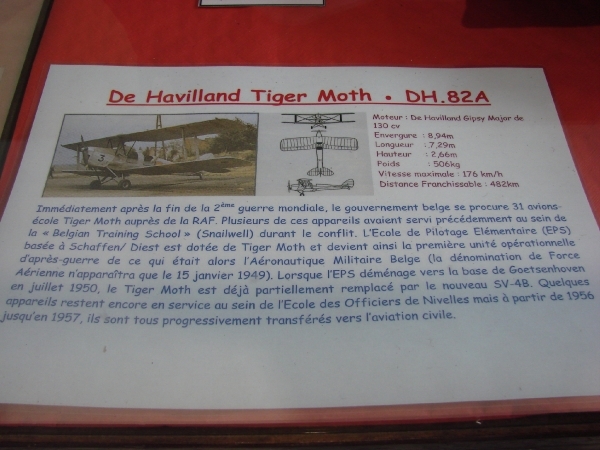 De Havilland Tiger Moth • DH.82A
Moteur : De Havilland Gipsy Major de
130 cv
Envergure : 8,94m
Longueur : 7,29m
Hauteur : 2,66m
Poids : 506kg
Vitesse maximale : 176 km/h
Distance Franchissable : 482km
Immédiatement après la fin de la 2ème guerre mondiale, le gouvernement belge se procure 31 avions-
école Tiger Moth auprès de la RAF. Plusieurs de ces appareils avaient servi précédemment au sein de
la « Belgian Training School » (Snailwell) durant le conflit. L'Ecole de Pilotage Elémentaire (EPS)
basée à Schaffen/ Diest est dotée de Tiger Moth et devient ainsi la première unité opérationnelle
d'après-guerre de ce qui était alors l'Aéronautique Militaire Belge (la dénomination de Force
Aérienne n'apparaîtra que le 15 janvier 1949). Lorsque l'EPS déménage vers la base de Goetsenhoven
en juillet 1950, le Tiger Moth est déjà partiellement remplacé par le nouveau SV-4B. Quelques
appareils restent encore en service au sein de l'Ecole des Officiers de Nivelles mais à partir de 1956
jusqu'en 1957, ils sont tous progressivement transférés vers l'aviation civile.